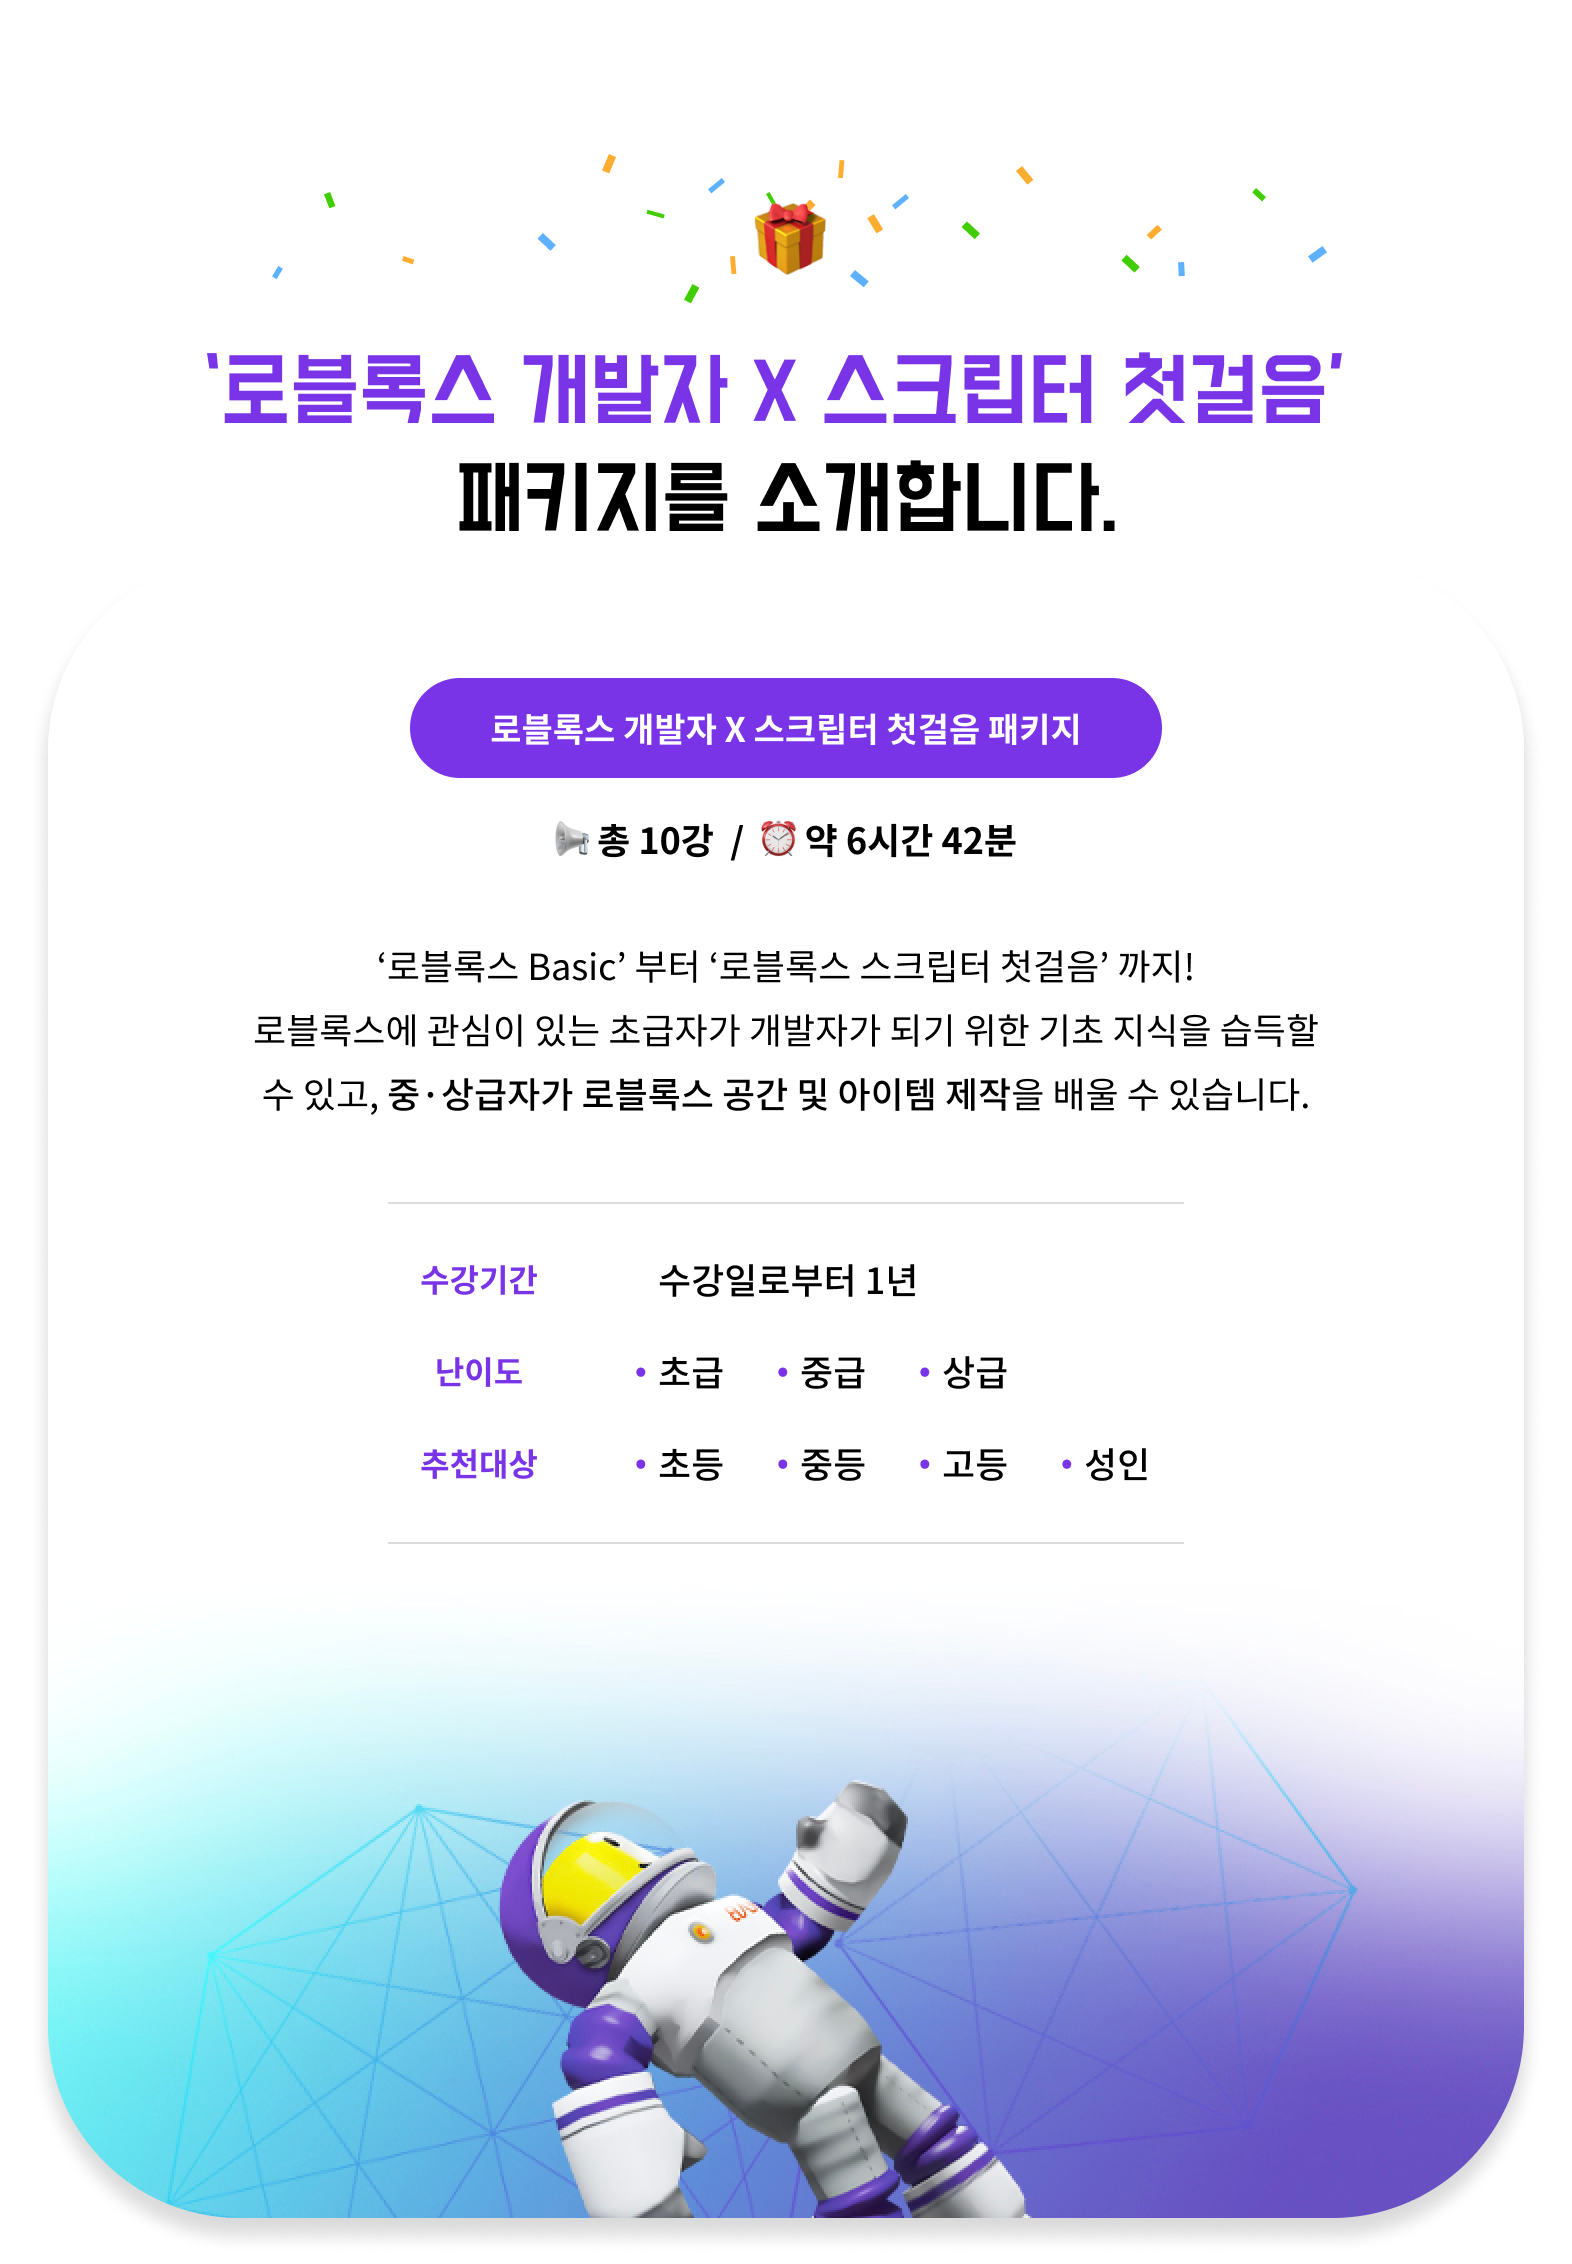 ‘로블록스 개발자 X 스크립터 첫걸음’
패키지를 소개합니다.
로블록스 개발자 X 스크립터 첫걸음 패키지
총 10강 / 약 6시간 42분
‘로블록스 Basic’ 부터 ‘로블록스 스크립터 첫걸음’ 까지!
로블록스에 관심이 있는 초급자가 개발자가 되기 위한 기초 지식을 습득할
수 있고, 중·상급자가 로블록스 공간 및 아이템 제작을 배울 수 있습니다.
수강기간 수강일로부터 1년
난이도 • 초급 • 중급 • 상급
추천대상 • 초등 • 중등 • 고등 • 성인